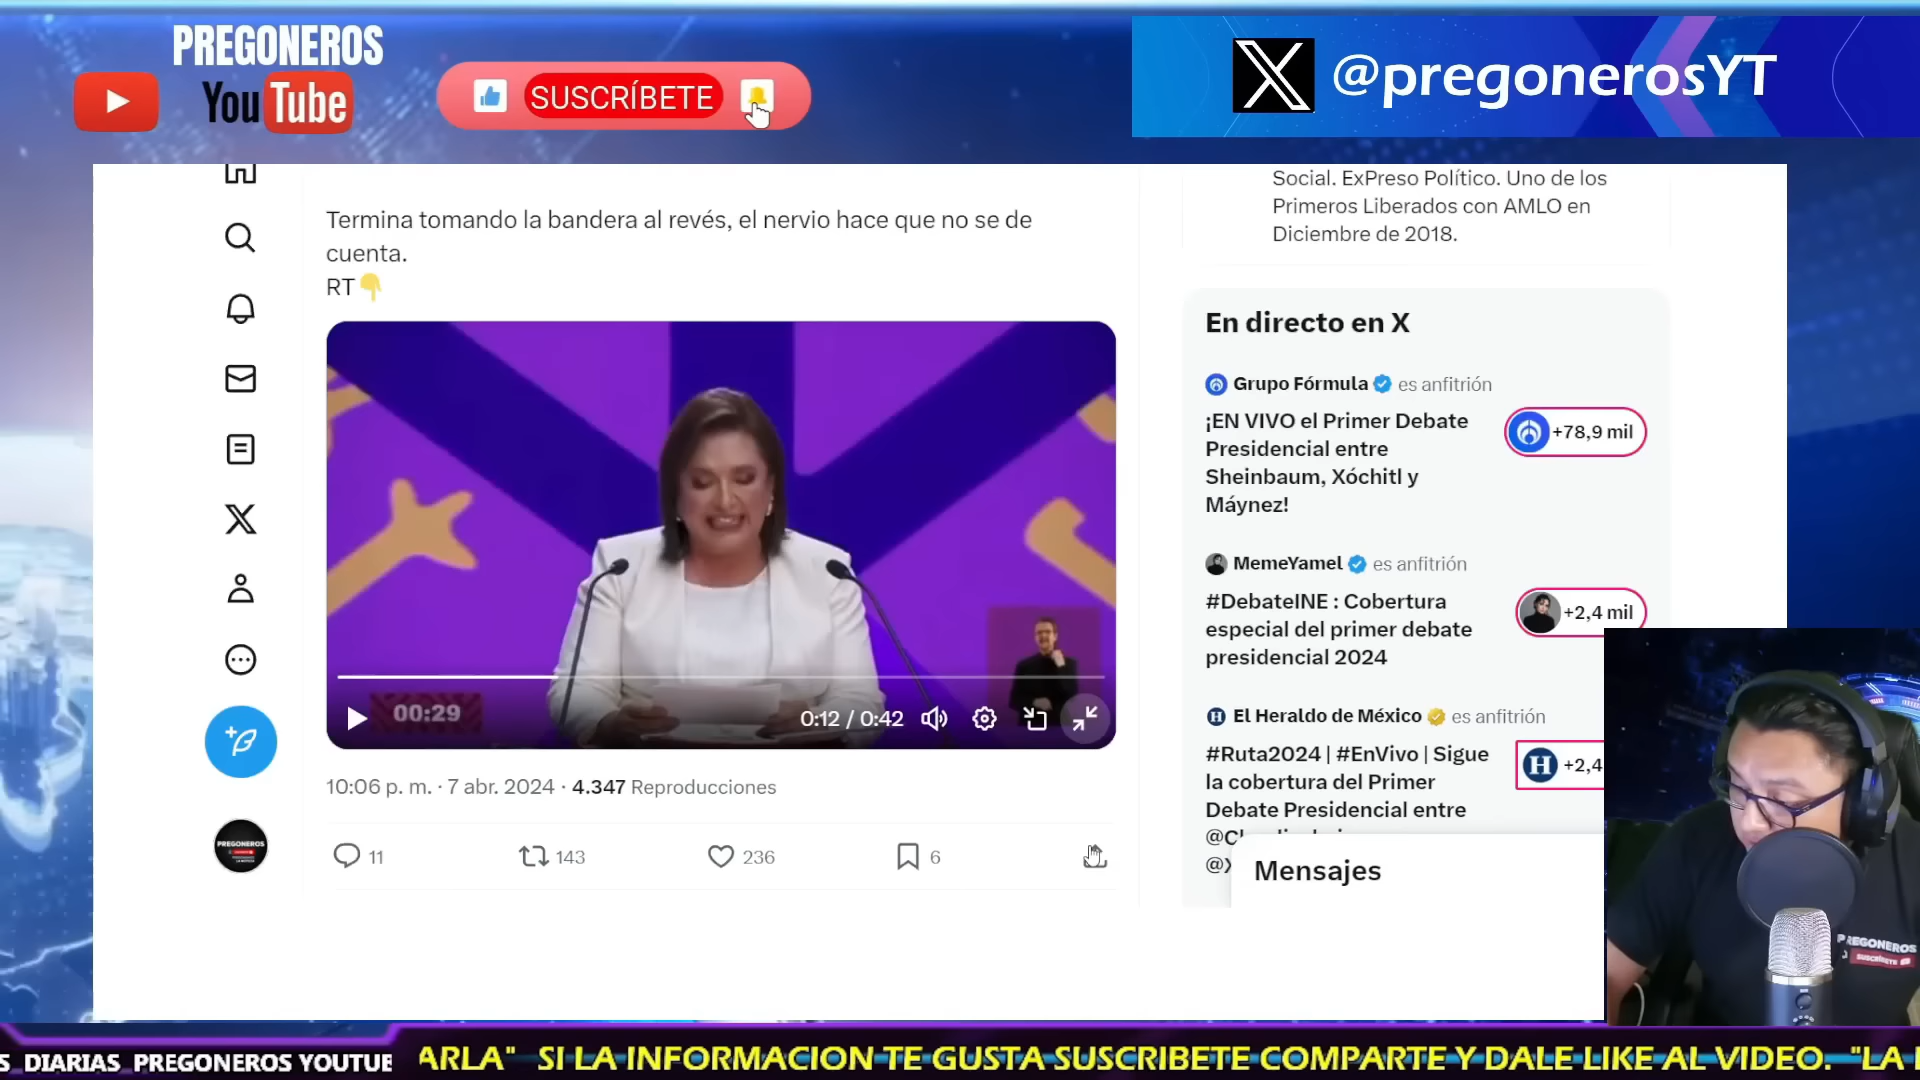 PREGONEROS
YouTube
SUSCRÍBETE
@pregonerosYT
Termina tomando la bandera al revés, el nervio hace que no se de
cuenta.
RT
00:29
0:12 / 0:42
10:06 p. m. · 7 abr. 2024 · 4.347 Reproducciones
11
143
236
6
Social. ExPreso Político. Uno de los
Primeros Liberados con AMLO en
Diciembre de 2018.
En directo en X
Grupo Fórmula es anfitrión
¡EN VIVO el Primer Debate
Presidencial entre
Sheinbaum, Xóchitl y
Máynez!
+78,9 mil
MemeYamel es anfitrión
#DebateINE : Cobertura
especial del primer debate
presidencial 2024
+2,4 mil
El Heraldo de México es anfitrión
#Ruta2024 | #EnVivo | Sigue
la cobertura del Primer
Debate Presidencial entre
H +2,4
Mensajes
PREGONEROS
PREGONEROS
SUSCRÍBETE
S DIARIAS PREGONEROS YOUTUBE
ARLA" SI LA INFORMACION TE GUSTA SUSCRIBETE COMPARTE Y DALE LIKE AL VIDEO. "LA